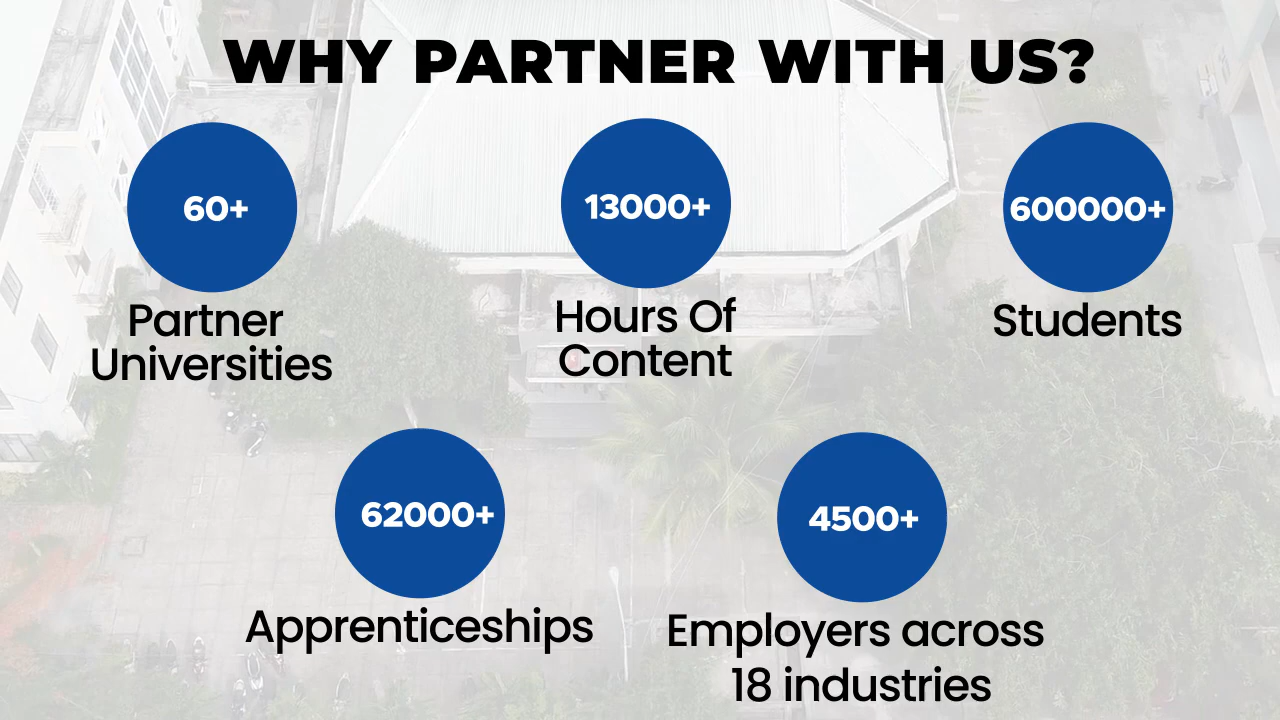 WHY PARTNER WITH US?
60+
Partner
Universities
13000+
Hours Of
Content
600000+
Students
62000+
Apprenticeships
4500+
Employers across
18 industries